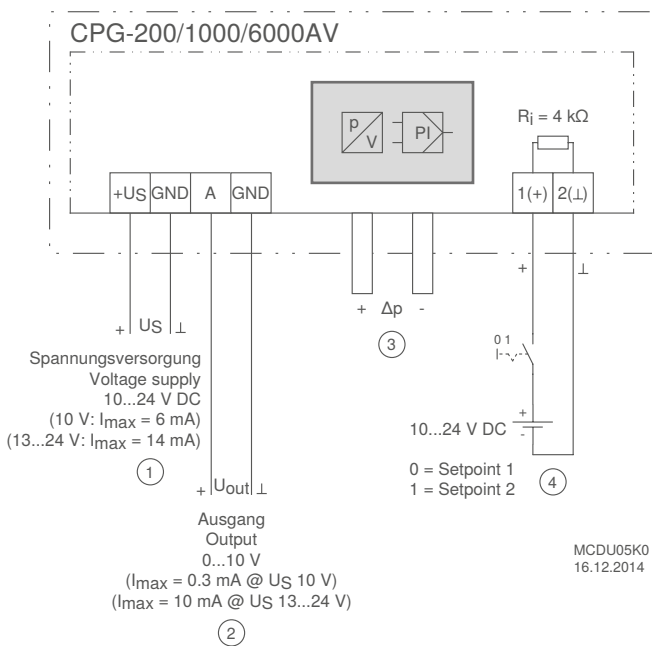 CPG-200/1000/6000AV
p
V
PI
Ri = 4 kΩ
+US GND A GND
1(+) 2(⊥)
+ US ⊥
Spannungsversorgung
Voltage supply
10...24 V DC
(10 V: Imax = 6 mA)
(13...24 V: Imax = 14 mA)
1
+ Uout ⊥
Ausgang
Output
0...10 V
(Imax = 0.3 mA @ US 10 V)
(Imax = 10 mA @ US 13...24 V)
2
+ Δp -
3
+ ⊥
0 1
+
10...24 V DC
-
0 = Setpoint 1
1 = Setpoint 2
4
MCDU05K0
16.12.2014